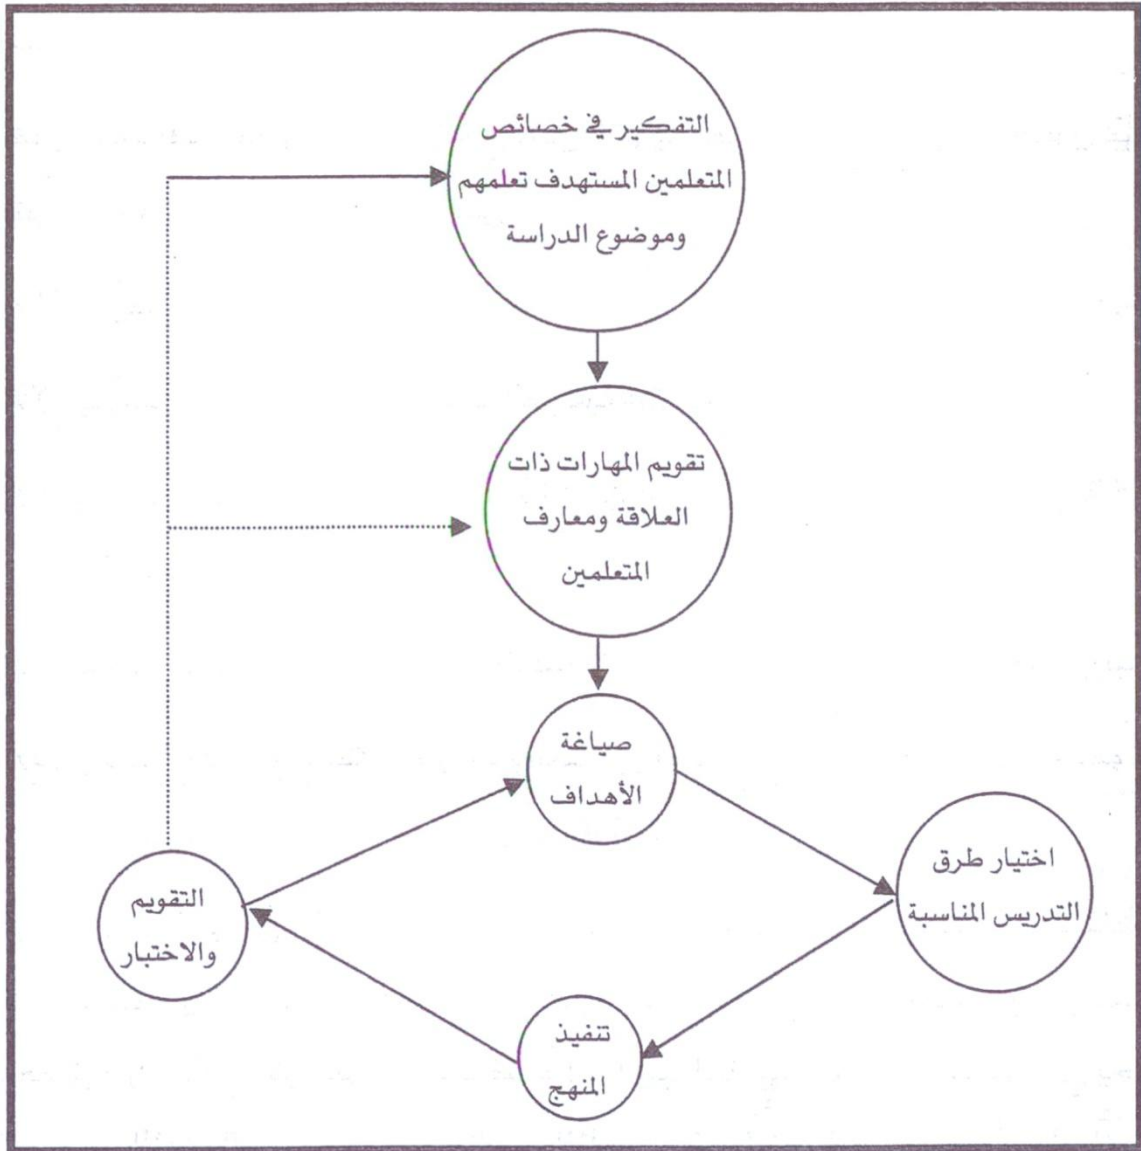 التفكير في خصائص
المتعلمين المستهدف تعلمهم
وموضوع الدراسة
تقويم المهارات ذات
العلاقة ومعارف
المتعلمين
صياغة
الأهداف
اختيار طرق
التدريس المناسبة
التقويم
والاختبار
تنفيذ
المنهج